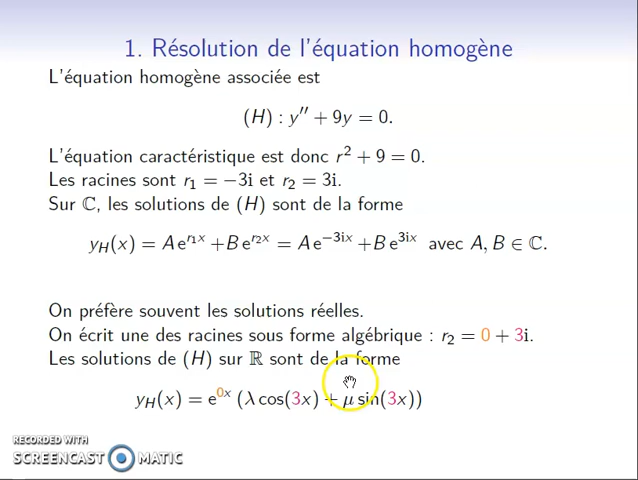 1. Résolution de l'équation homogène
L'équation homogène associée est
(H) : y'' + 9y = 0.
L'équation caractéristique est donc r² + 9 = 0.
Les racines sont r₁ = −3i et r₂ = 3i.
Sur ℂ, les solutions de (H) sont de la forme
y_H(x) = A e^{r₁x} + B e^{r₂x} = A e^{−3ix} + B e^{3ix} avec A, B ∈ ℂ.
On préfère souvent les solutions réelles.
On écrit une des racines sous forme algébrique : r₂ = 0 + 3i.
Les solutions de (H) sur ℝ sont de la forme
y_H(x) = e^{0x} (λ cos(3x) + μ sin(3x))
RECORDED WITH
SCREENCAST MATIC